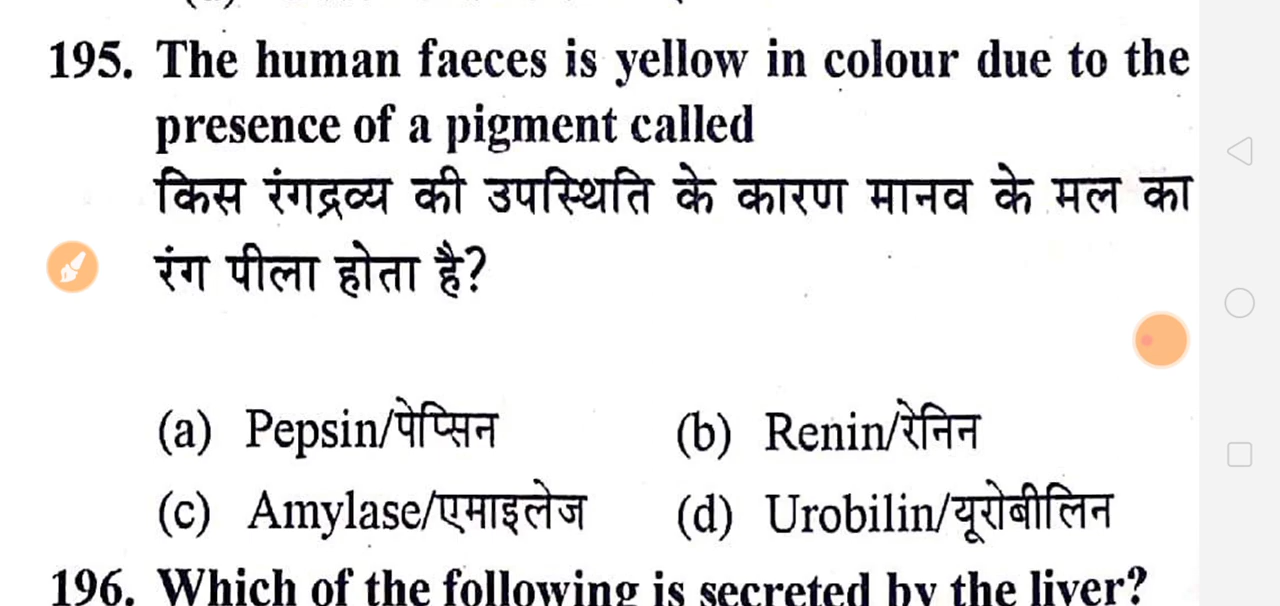 195. The human faeces is yellow in colour due to the
presence of a pigment called
किस रंगद्रव्य की उपस्थिति के कारण मानव के मल का
रंग पीला होता है?
(a) Pepsin/पेप्सिन (b) Renin/रेनिन
(c) Amylase/एमाइलेज (d) Urobilin/यूरोबीलिन
196. Which of the following is secreted by the liver?